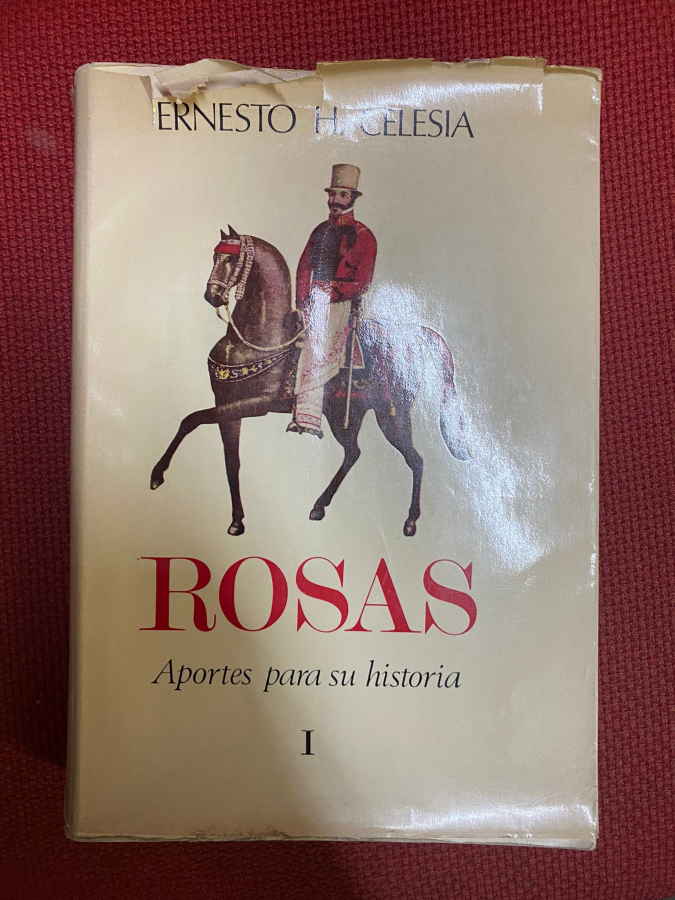 ERNESTO H. CELESIA
ROSAS
Aportes para su historia
I